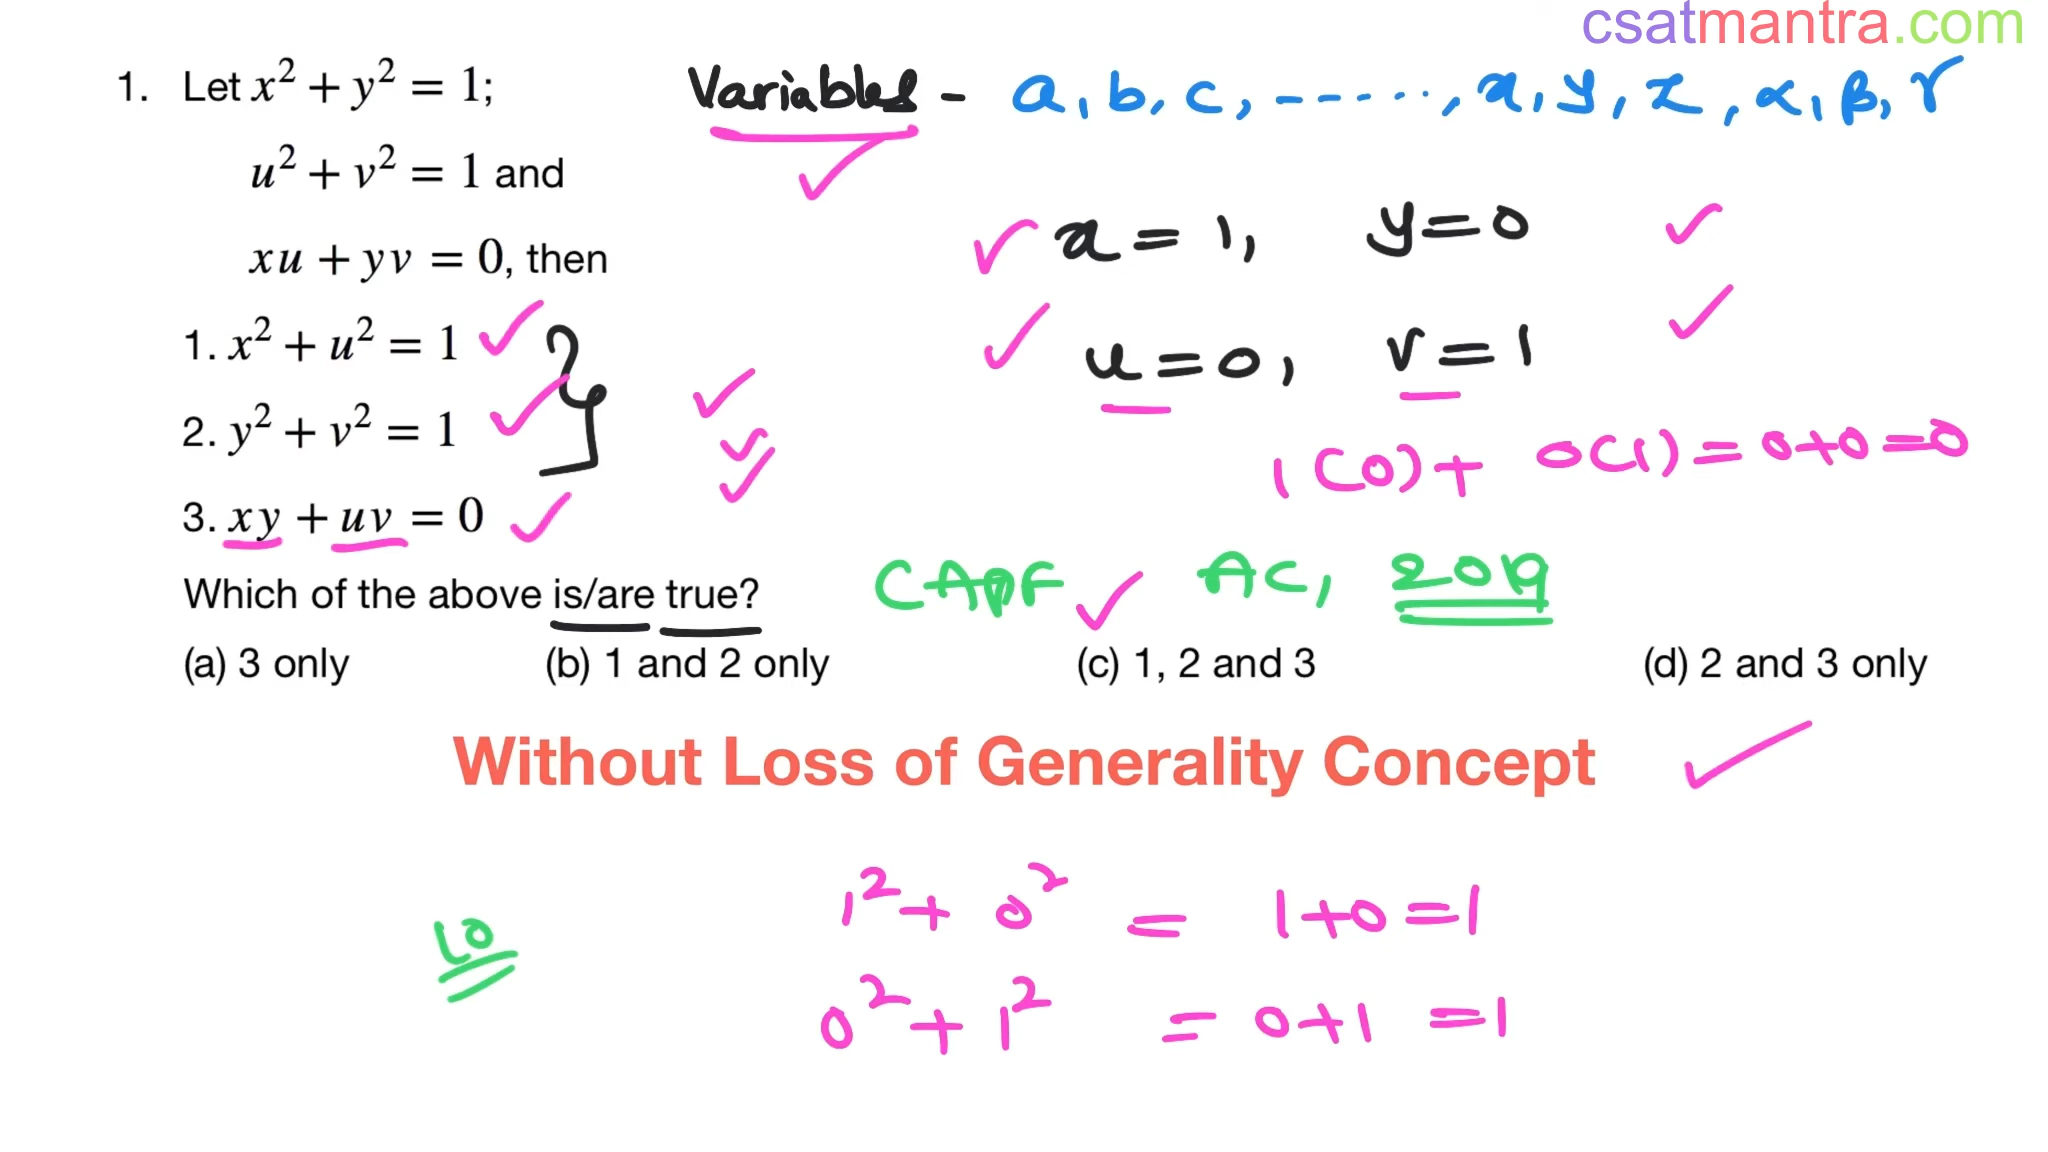 csatmantra.com
1. Let x² + y² = 1;
Variables - a, b, c, -----, x, y, z, α, β, γ
u² + v² = 1 and
x = 1, y = 0
xu + yv = 0, then
1. x² + u² = 1
u = 0, v = 1
2. y² + v² = 1
1(0) + 0(1) = 0+0 = 0
3. xy + uv = 0
Which of the above is/are true?
CAPF AC, 2019
(a) 3 only (b) 1 and 2 only (c) 1, 2 and 3 (d) 2 and 3 only
Without Loss of Generality Concept
1² + 0² = 1+0 = 1
LO
0² + 1² = 0+1 = 1